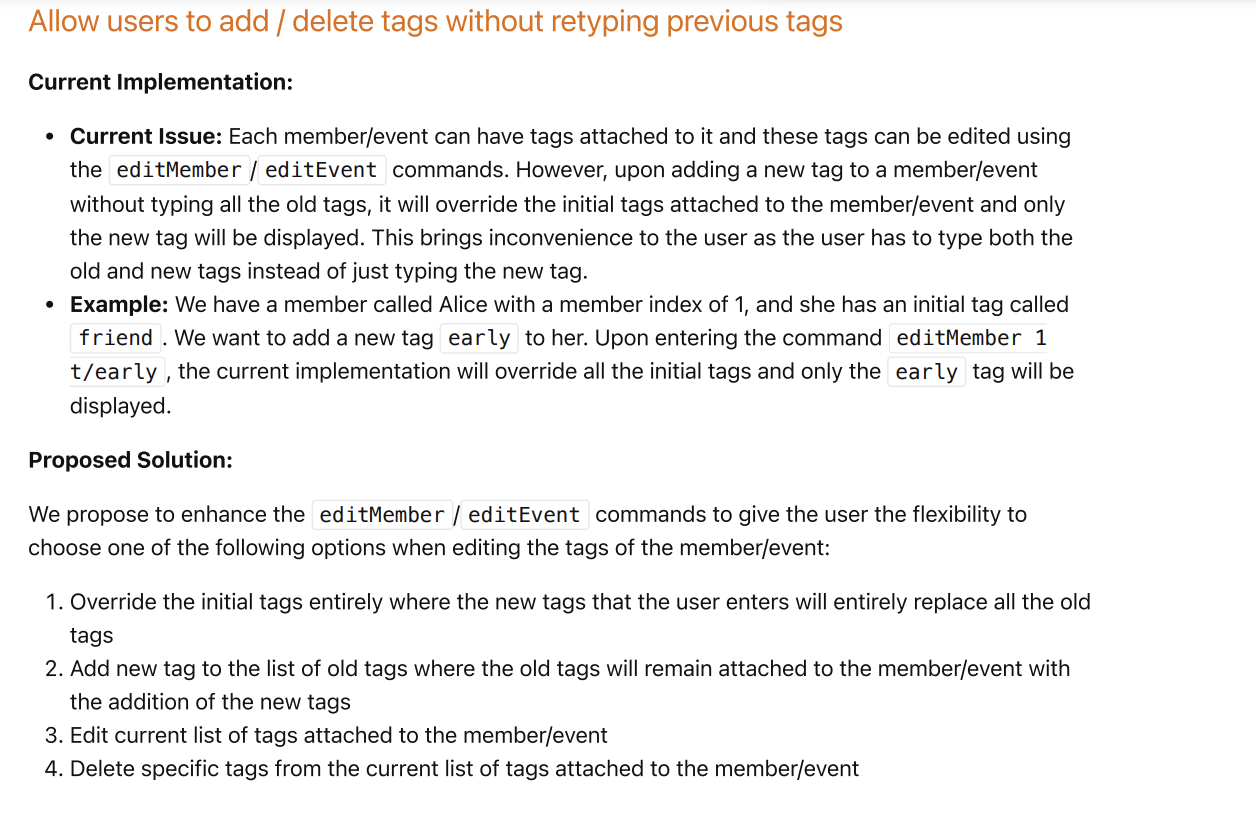 Allow users to add / delete tags without retyping previous tags
Current Implementation:
• Current Issue: Each member/event can have tags attached to it and these tags can be edited using
the editMember / editEvent commands. However, upon adding a new tag to a member/event
without typing all the old tags, it will override the initial tags attached to the member/event and only
the new tag will be displayed. This brings inconvenience to the user as the user has to type both the
old and new tags instead of just typing the new tag.
• Example: We have a member called Alice with a member index of 1, and she has an initial tag called
friend . We want to add a new tag early to her. Upon entering the command editMember 1
t/early , the current implementation will override all the initial tags and only the early tag will be
displayed.
Proposed Solution:
We propose to enhance the editMember / editEvent commands to give the user the flexibility to
choose one of the following options when editing the tags of the member/event:
1. Override the initial tags entirely where the new tags that the user enters will entirely replace all the old
tags
2. Add new tag to the list of old tags where the old tags will remain attached to the member/event with
the addition of the new tags
3. Edit current list of tags attached to the member/event
4. Delete specific tags from the current list of tags attached to the member/event